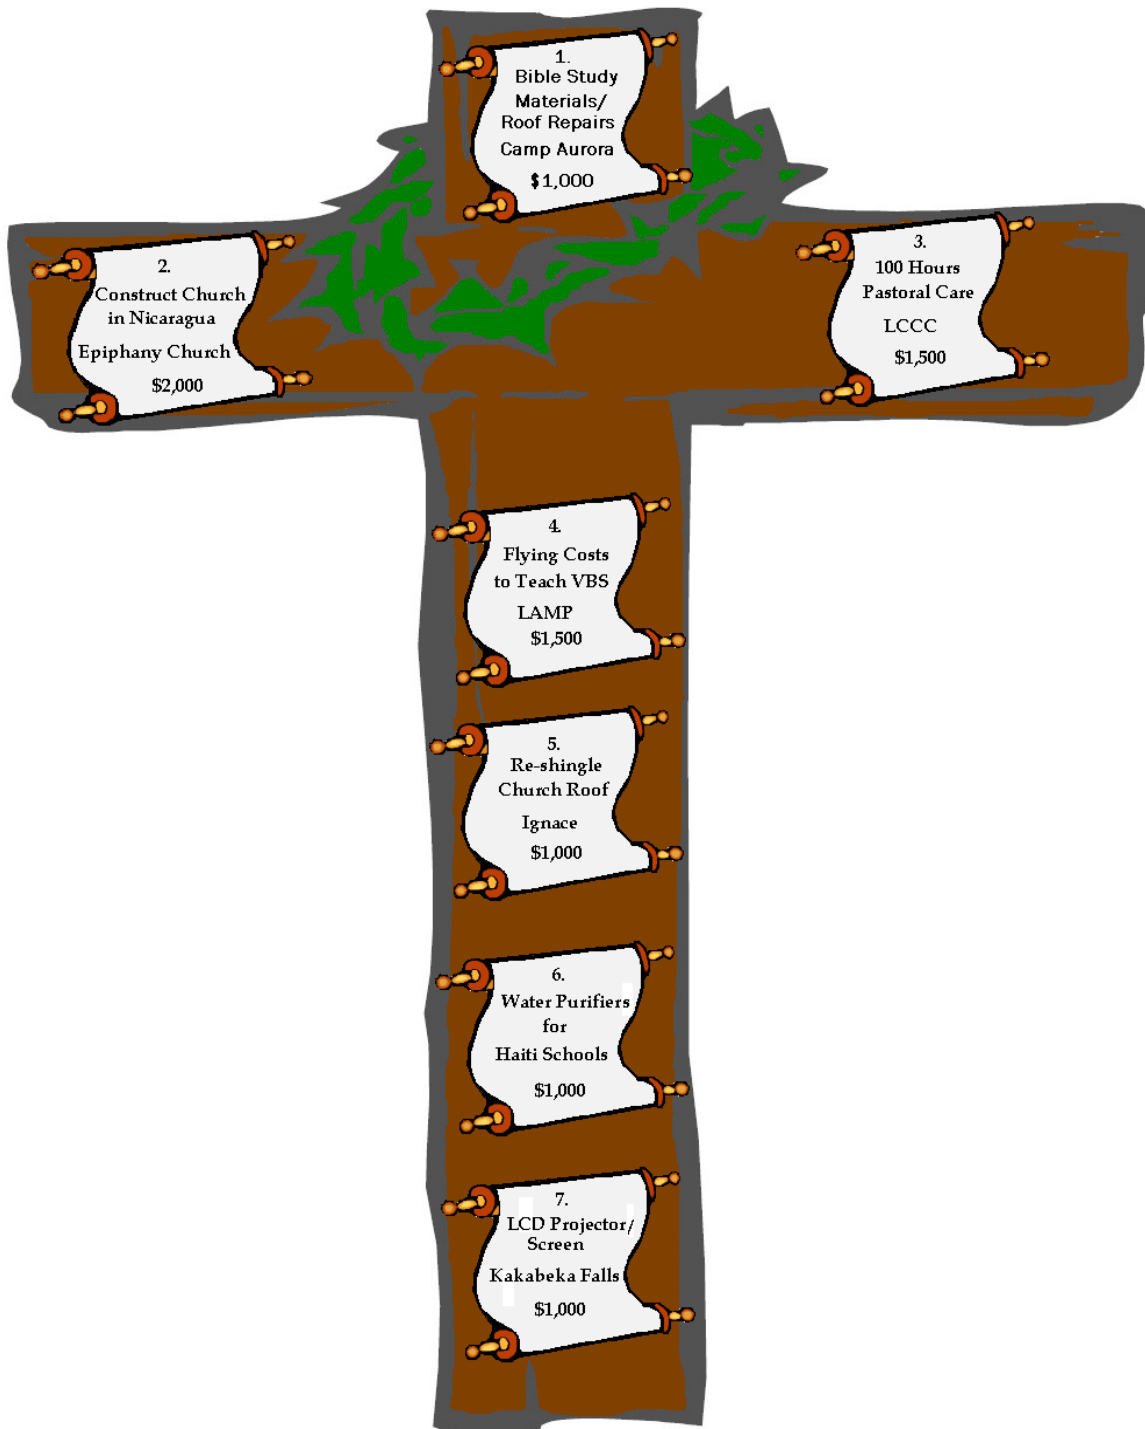 1.
Bible Study
Materials/
Roof Repairs
Camp Aurora
$1,000
2.
Construct Church
in Nicaragua
Epiphany Church
$2,000
3.
100 Hours
Pastoral Care
LCCC
$1,500
4.
Flying Costs
to Teach VBS
LAMP
$1,500
5.
Re-shingle
Church Roof
Ignace
$1,000
6.
Water Purifiers
for
Haiti Schools
$1,000
7.
LCD Projector/
Screen
Kakabeka Falls
$1,000